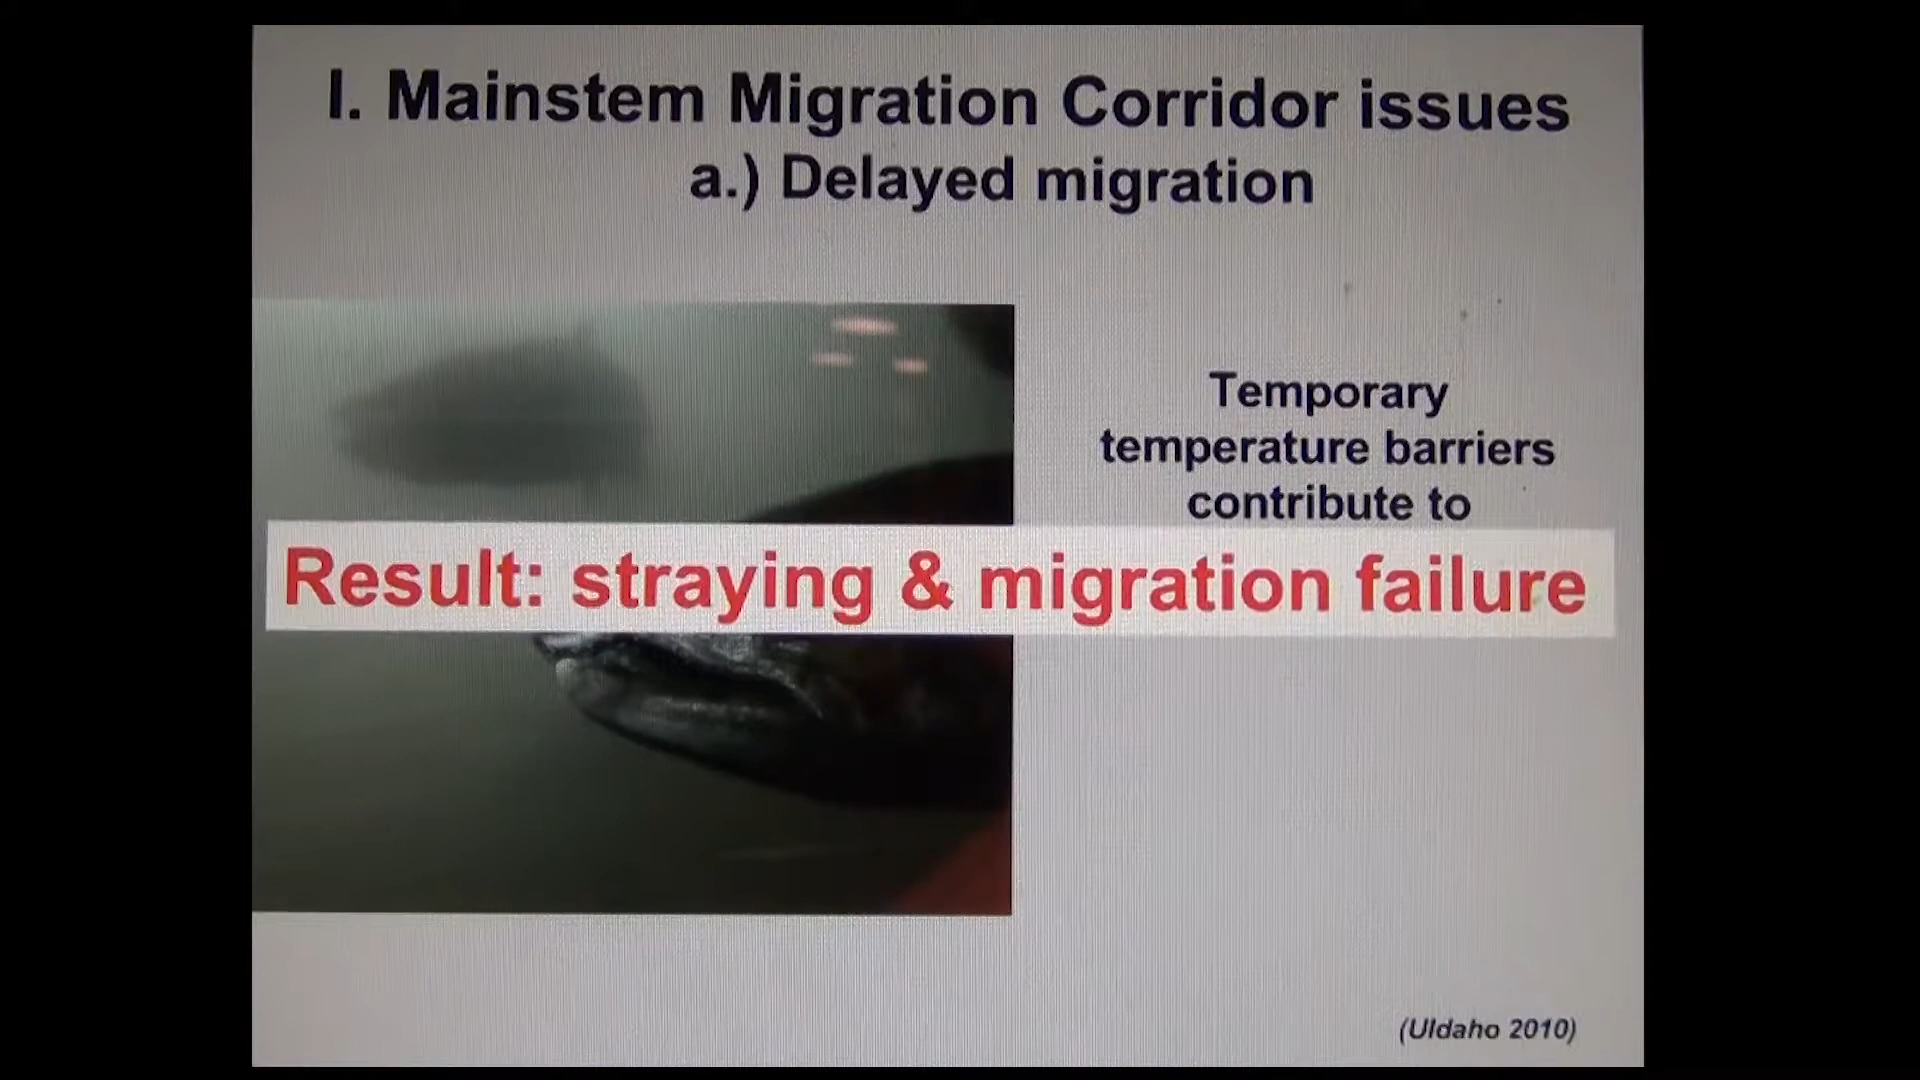 I. Mainstem Migration Corridor issues
a.) Delayed migration
Temporary
temperature barriers
contribute to
Result: straying & migration failure
(UIdaho 2010)